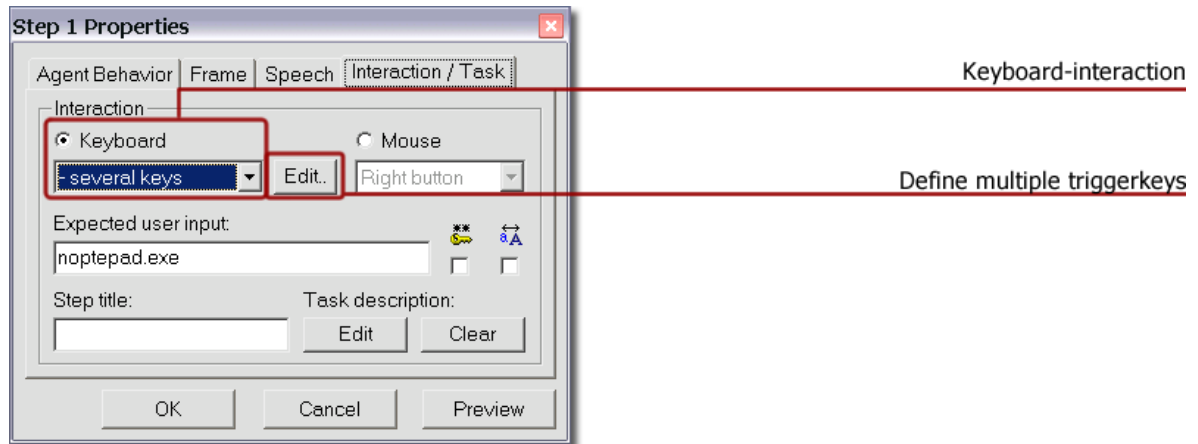 Step 1 Properties
Agent Behavior Frame Speech Interaction / Task
Keyboard-interaction
Interaction
Keyboard Mouse
- several keys Edit.. Right button
Define multiple triggerkeys
Expected user input:
noptepad.exe
Step title: Task description:
Edit Clear
OK Cancel Preview